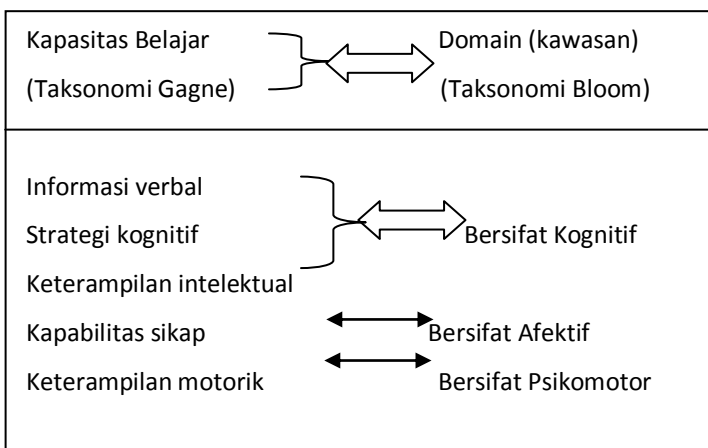 Kapasitas Belajar Domain (kawasan)
(Taksonomi Gagne) (Taksonomi Bloom)
Informasi verbal
Strategi kognitif Bersifat Kognitif
Keterampilan intelektual
Kapabilitas sikap Bersifat Afektif
Keterampilan motorik Bersifat Psikomotor